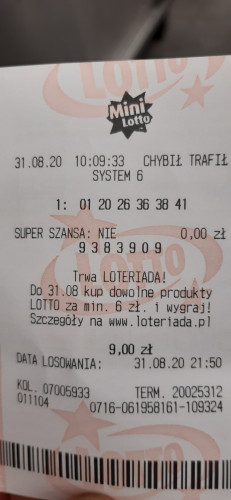 LOTTO
Mini
Lotto
31.08.20 10:09:33 CHYBIŁ TRAFIŁ
SYSTEM 6
1: 01 20 26 36 38 41
SUPER SZANSA: NIE 0,00 zł
9383909
Trwa LOTERIADA!
Do 31.08 kup dowolne produkty
LOTTO za min. 6 zł. i wygraj!
Szczegóły na www.loteriada.pl
9,00 zł
DATA LOSOWANIA: 31.08.20 21:50
KOL. 07005933 TERM. 20025312
011104 0716-061958161-109324